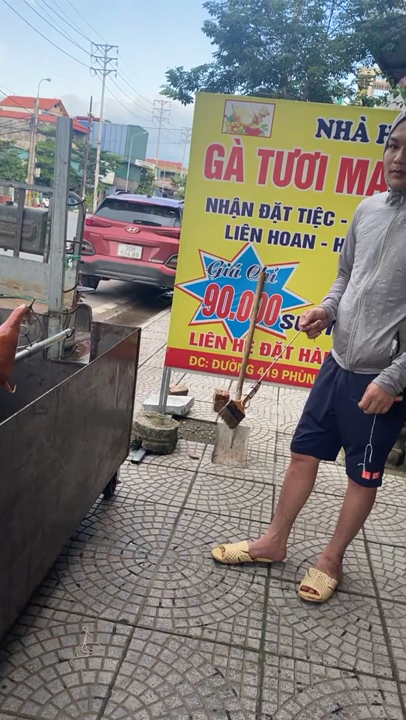 NHÀ H
GÀ TƯƠI MA
NHẬN ĐẶT TIỆC -
LIÊN HOAN - H
Giá Chỉ
90.000
SU
LIÊN HỆ ĐẶT HÀ
ĐC: ĐƯỜNG 419 PHÙN